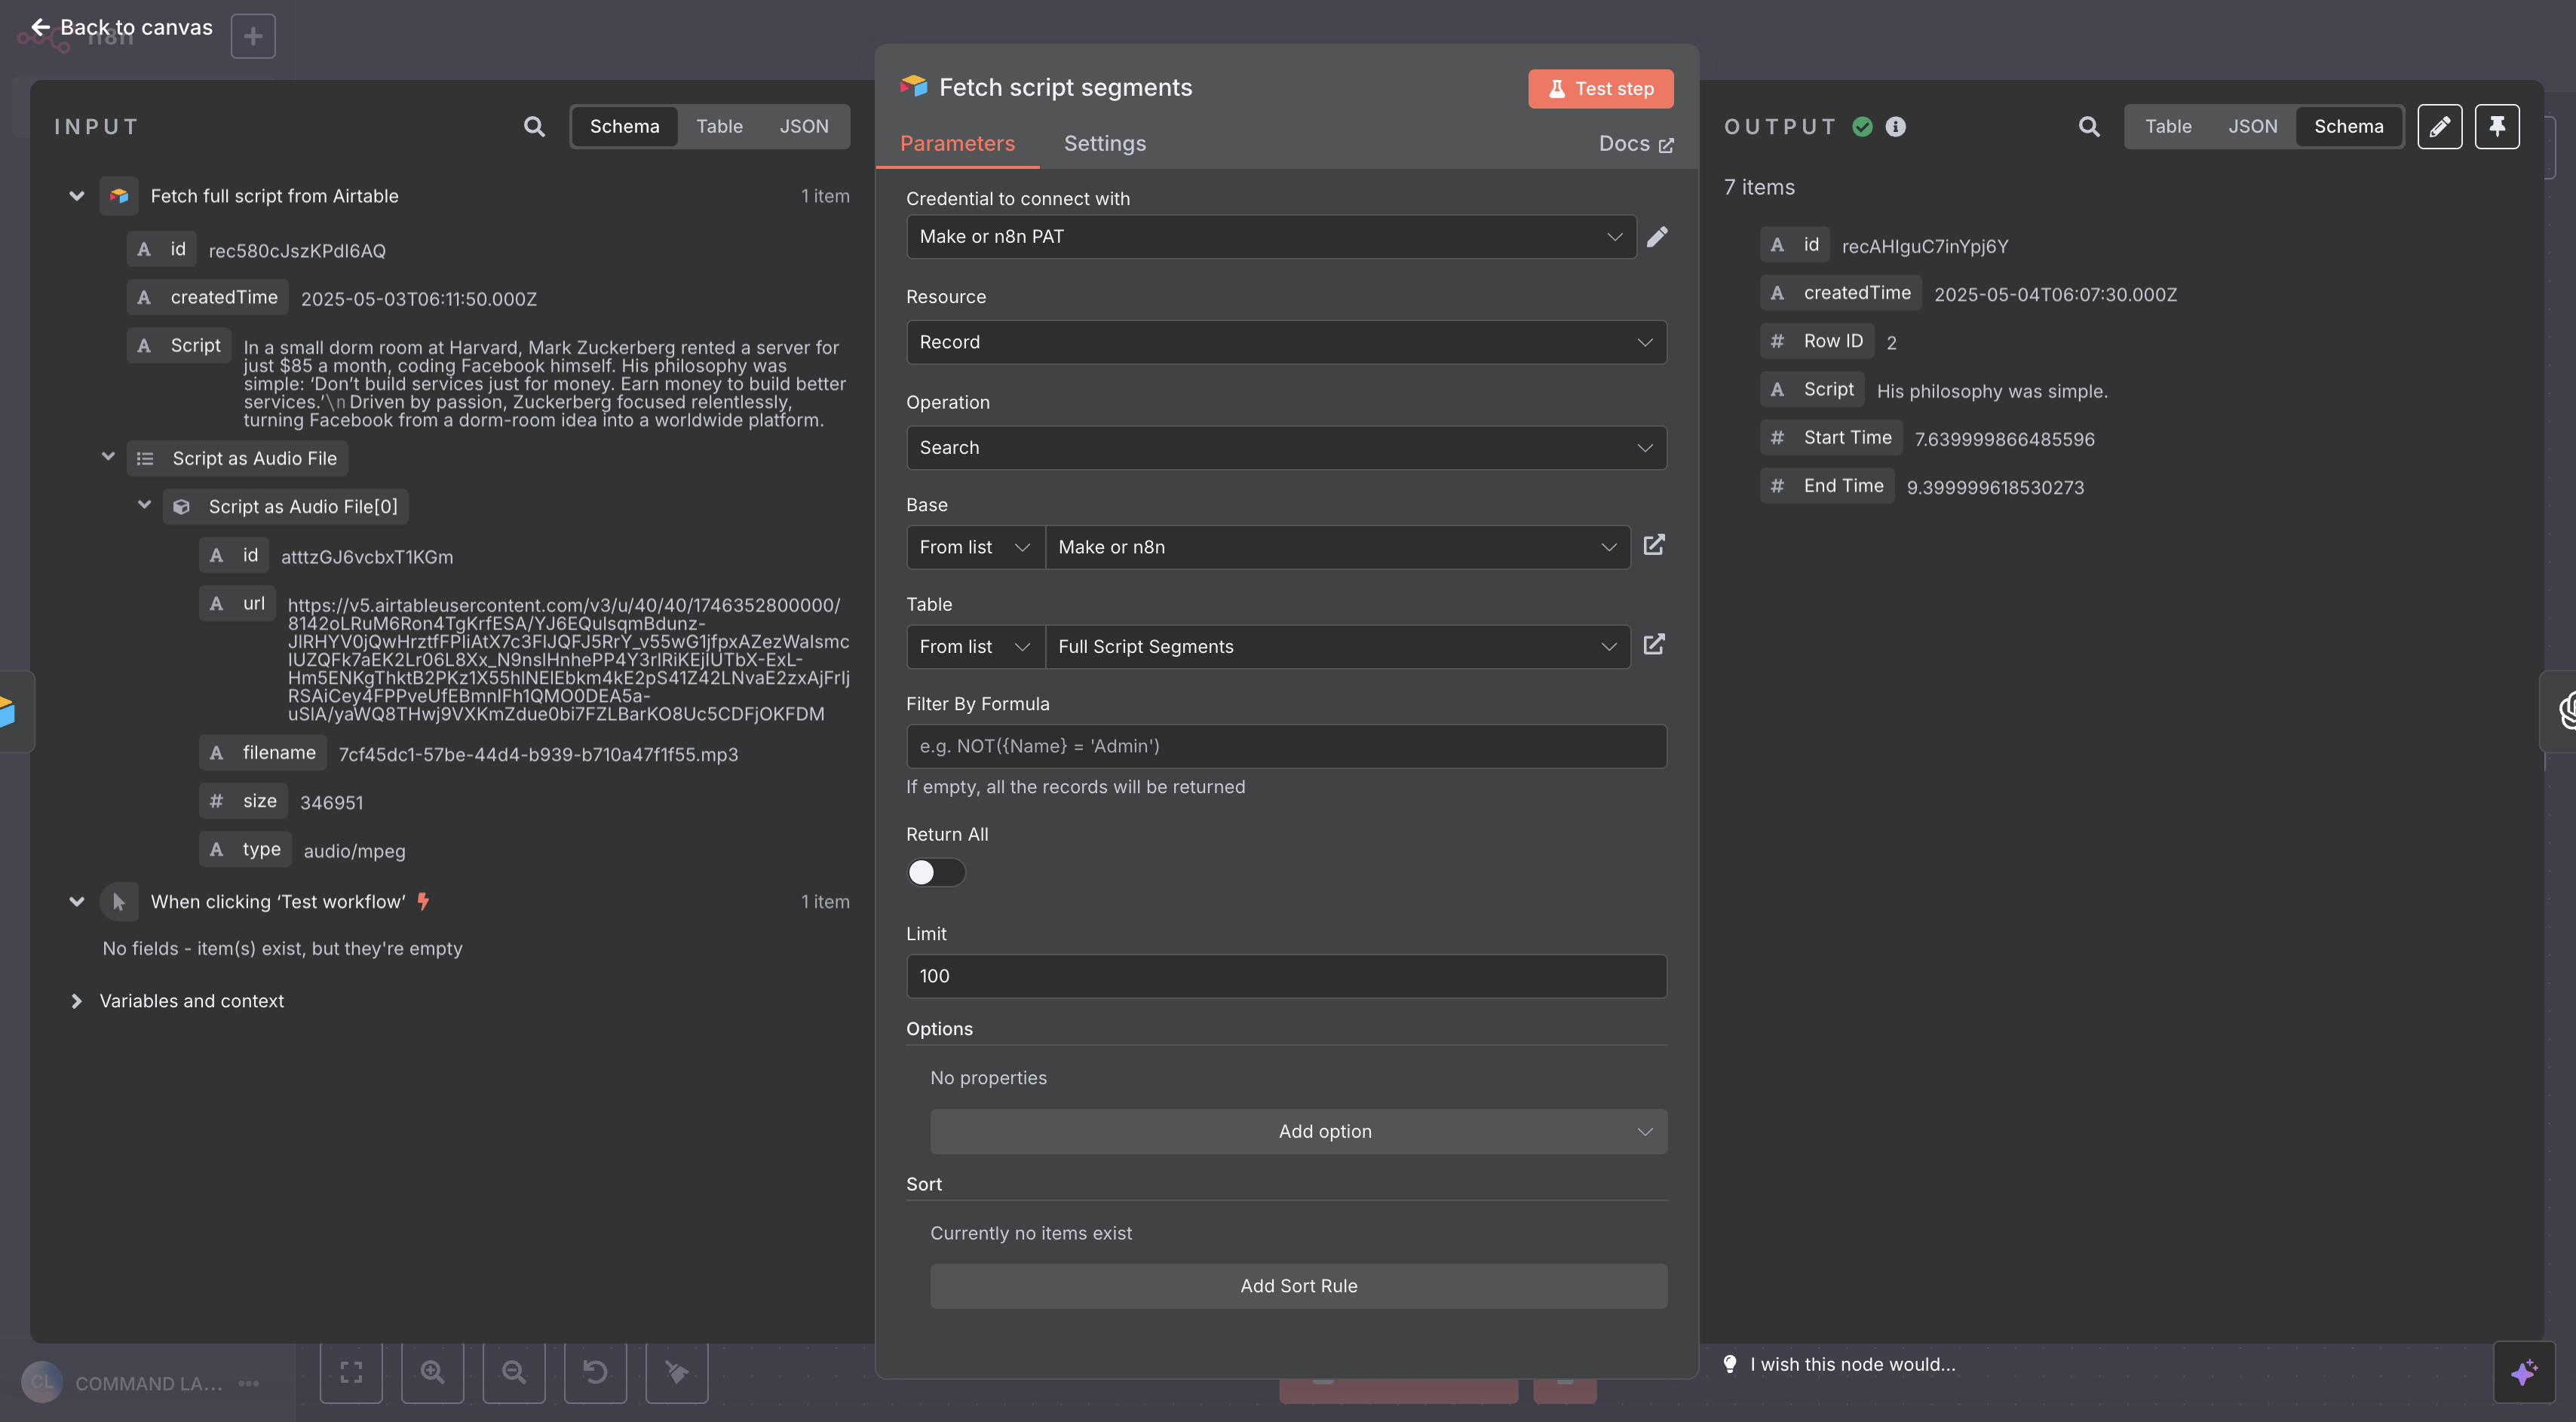 Back to canvas
n8n
INPUT
Schema
Table
JSON
Fetch full script from Airtable
1 item
id
rec580cJszKPdI6AQ
createdTime
2025-05-03T06:11:50.000Z
Script
In a small dorm room at Harvard, Mark Zuckerberg rented a server for
just $85 a month, coding Facebook himself. His philosophy was
simple: ‘Don’t build services just for money. Earn money to build better
services.’\n Driven by passion, Zuckerberg focused relentlessly,
turning Facebook from a dorm-room idea into a worldwide platform.
Script as Audio File
Script as Audio File[0]
id
atttzGJ6vcbxT1KGm
url
https://v5.airtableusercontent.com/v3/u/40/40/1746352800000/
8142oLRuM6Ron4TgKrfESA/YJ6EQulsqmBdunz-
JlRHYV0jQwHrztfFPIiAtX7c3FlJQFJ5RrY_v55wG1jfpxAZezWaIsmc
IUZQFk7aEK2Lr06L8Xx_N9nslHnhePP4Y3rlRiKEjIUTbX-ExL-
Hm5ENKgThktB2PKz1X55hlNEIEbkm4kE2pS41Z42LNvaE2zxAjFrIj
RSAiCey4FPPveUfEBmnIFh1QMO0DEA5a-
uSIA/yaWQ8THwj9VXKmZdue0bi7FZLBarKO8Uc5CDFjOKFDM
filename
7cf45dc1-57be-44d4-b939-b710a47f1f55.mp3
size
346951
type
audio/mpeg
When clicking ‘Test workflow’
1 item
No fields - item(s) exist, but they're empty
Variables and context
CL
COMMAND LA...
Fetch script segments
Test step
Parameters
Settings
Docs
Credential to connect with
Make or n8n PAT
Resource
Record
Operation
Search
Base
From list
Make or n8n
Table
From list
Full Script Segments
Filter By Formula
e.g. NOT({Name} = 'Admin')
If empty, all the records will be returned
Return All
Limit
100
Options
No properties
Add option
Sort
Currently no items exist
Add Sort Rule
OUTPUT
Table
JSON
Schema
7 items
id
recAHIguC7inYpj6Y
createdTime
2025-05-04T06:07:30.000Z
Row ID
2
Script
His philosophy was simple.
Start Time
7.639999866485596
End Time
9.399999618530273
I wish this node would...